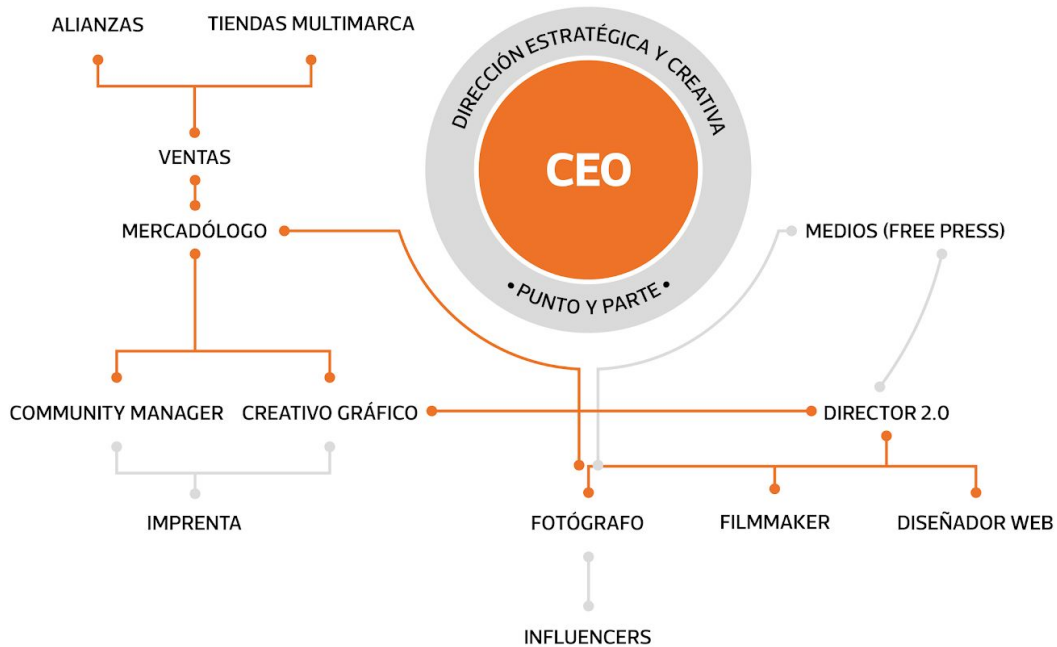 ALIANZAS
TIENDAS MULTIMARCA
DIRECCIÓN ESTRATÉGICA Y CREATIVA
CEO
• PUNTO Y PARTE •
VENTAS
MERCADÓLOGO
MEDIOS (FREE PRESS)
COMMUNITY MANAGER
CREATIVO GRÁFICO
DIRECTOR 2.0
IMPRENTA
FOTÓGRAFO
FILMMAKER
DISEÑADOR WEB
INFLUENCERS